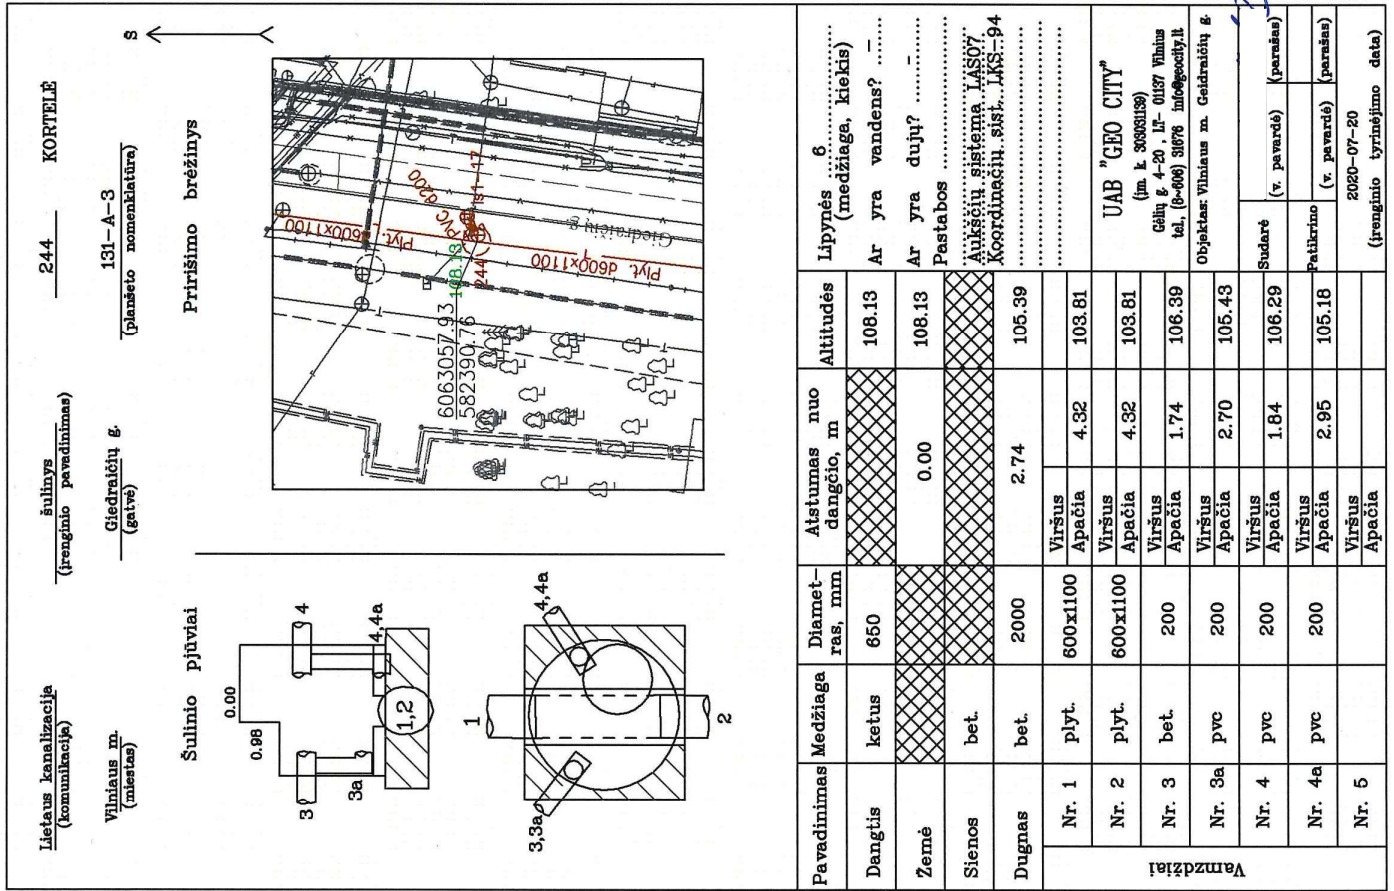 Lietaus kanalizacija
(komunikacija)
šulinys
(įrenginio pavadinimas)
244 KORTELĖ
Vilniaus m.
(miestas)
Giedraičių g.
(gatvė)
131-A-3
(planšeto nomenklatūra)
Š
Šulinio pjūviai
Pririšimo brėžinys
0.00
0.98
3
3a
4
4,4a
1,2
1
2
3,3a
4,4a
Plyt. d600x1100
PVC d200
1s1-17
Giedraičių g.
6063057.93
582390.76
108.13
244
Plyt. d600x1100
Pavadinimas Medžiaga Diamet-ras, mm Atstumas nuo dangčio, m Altitudės
Dangtis ketus 650 108.13
Žemė 0.00 108.13
Sienos bet.
Dugnas bet. 2000 2.74 105.39
Vamzdžiai
Nr. 1 plyt. 600x1100 Viršus
Apačia 4.32 103.81
Nr. 2 plyt. 600x1100 Viršus
Apačia 4.32 103.81
Nr. 3 bet. 200 Viršus
Apačia 1.74 106.39
Nr. 3a pvc 200 Viršus
Apačia 2.70 105.43
Nr. 4 pvc 200 Viršus
Apačia 1.84 106.29
Nr. 4a pvc 200 Viršus
Apačia 2.95 105.18
Nr. 5 Viršus
Apačia
Lipynės ...6...........
(medžiaga, kiekis)
Ar yra vandens? ....-...
Ar yra dujų? .......-...
Pastabos ..................
Aukščių sistema LAS07
Koordinačių sist. LKS-94
UAB "GEO CITY"
(įm. k. 303031139)
Gėlių g. 4-20, LT- 01137 Vilnius
tel., (8~606) 31676 info@geocity.lt
Objektas: Vilniaus m. Geidraičių g.
Sudarė
(v. pavardė) (parašas)
Patikrino
(v. pavardė) (parašas)
2020-07-20
(įrenginio tyrinėjimo data)